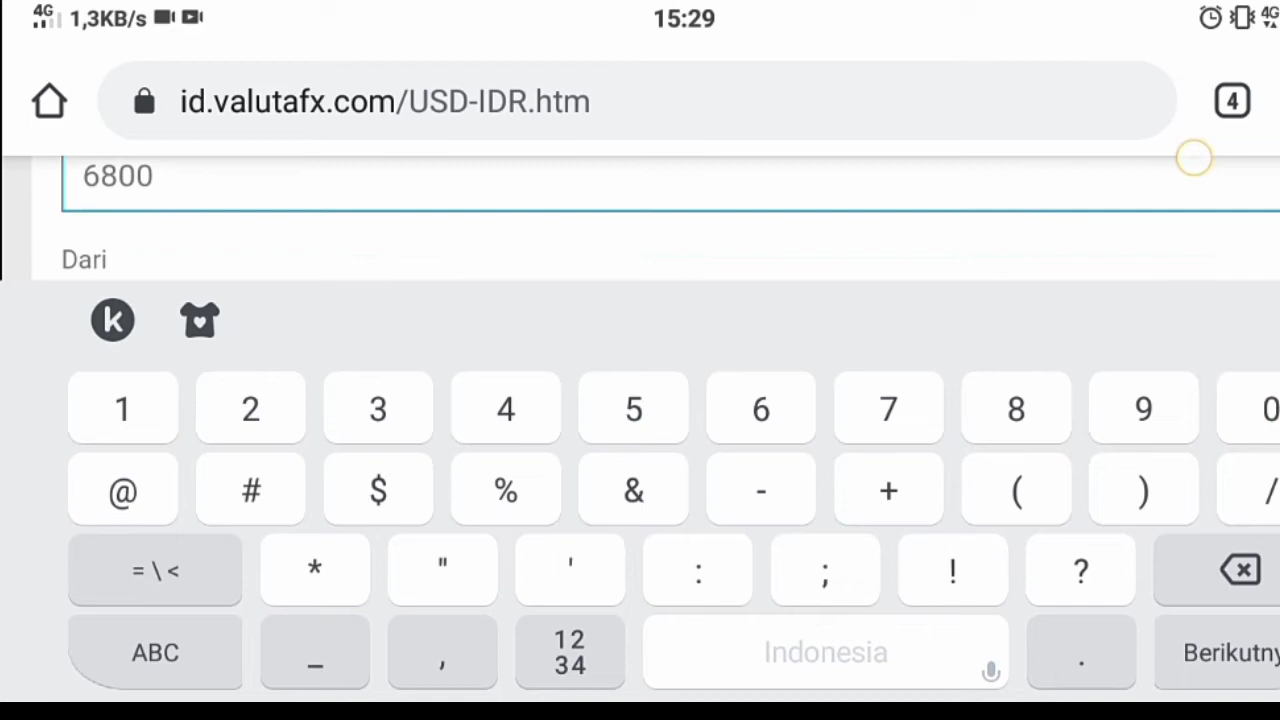 4G 1,3KB/s 15:29 4G
id.valutafx.com/USD-IDR.htm 4
6800
Dari
k
1 2 3 4 5 6 7 8 9 0
@ # $ % & - + ( ) /
= \ < * " ' : ; ! ?
ABC _ , 12 34 Indonesia . Berikutny